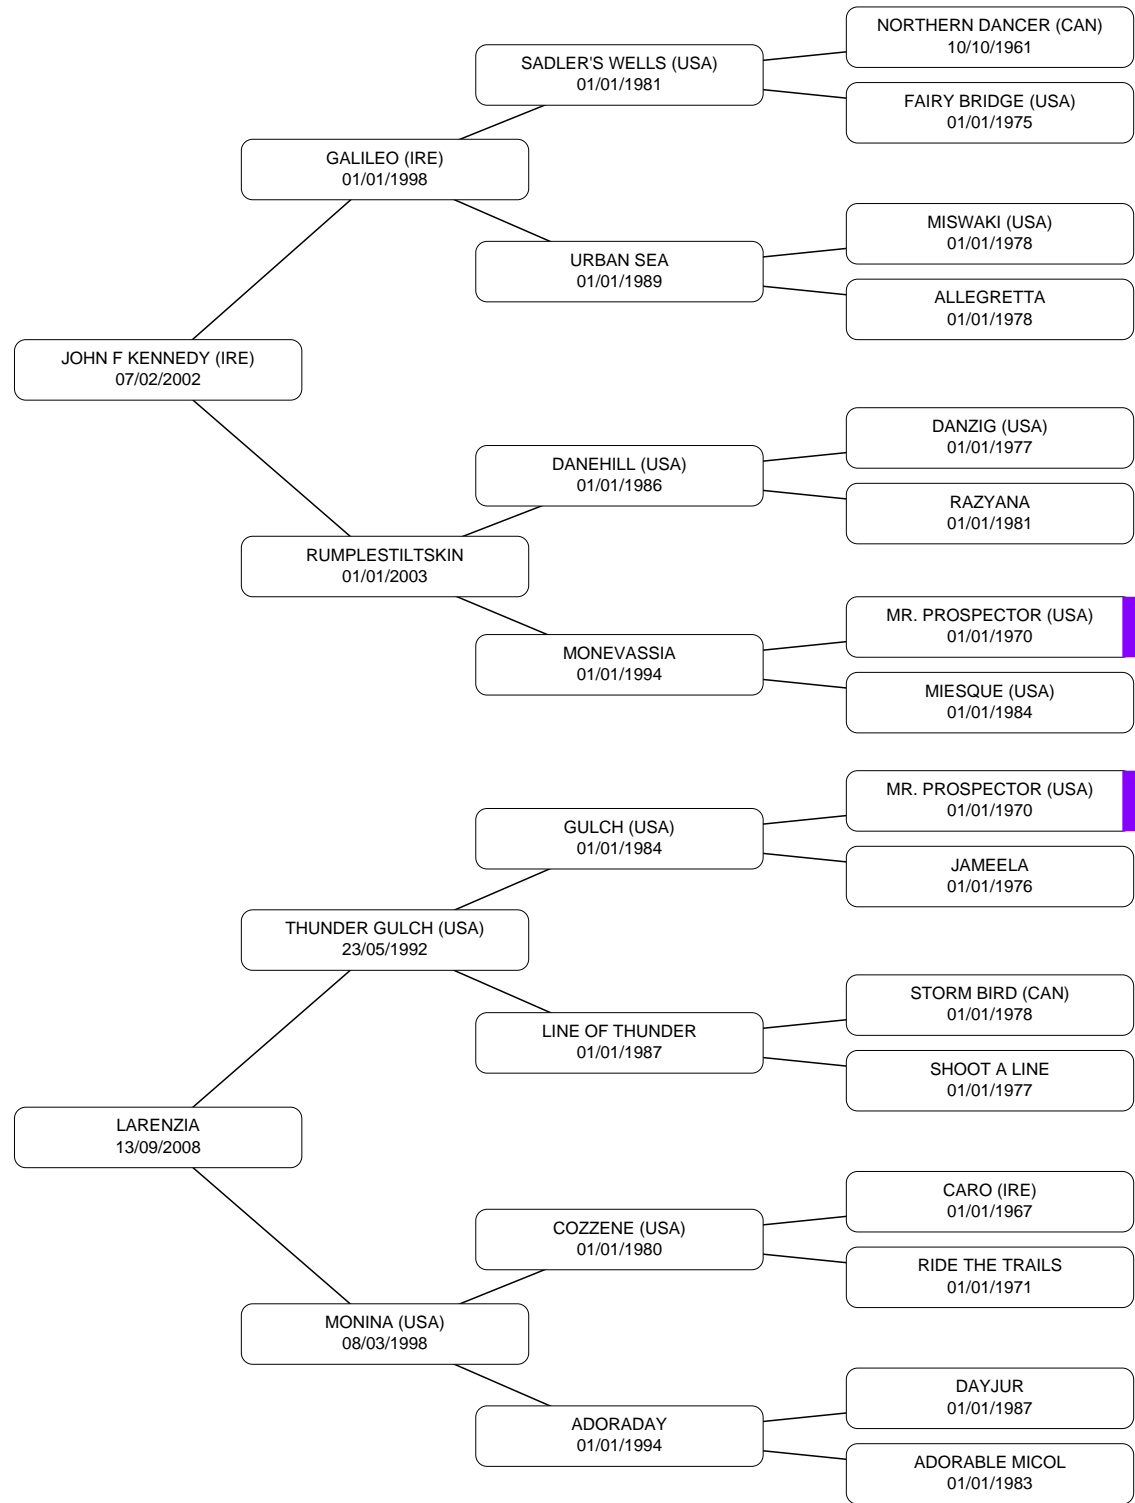 NORTHERN DANCER (CAN)
10/10/1961
SADLER'S WELLS (USA)
01/01/1981
FAIRY BRIDGE (USA)
01/01/1975
GALILEO (IRE)
01/01/1998
MISWAKI (USA)
01/01/1978
URBAN SEA
01/01/1989
ALLEGRETTA
01/01/1978
JOHN F KENNEDY (IRE)
07/02/2002
DANZIG (USA)
01/01/1977
DANEHILL (USA)
01/01/1986
RAZYANA
01/01/1981
RUMPLESTILTSKIN
01/01/2003
MR. PROSPECTOR (USA)
01/01/1970
MONEVASSIA
01/01/1994
MIESQUE (USA)
01/01/1984
MR. PROSPECTOR (USA)
01/01/1970
GULCH (USA)
01/01/1984
JAMEELA
01/01/1976
THUNDER GULCH (USA)
23/05/1992
STORM BIRD (CAN)
01/01/1978
LINE OF THUNDER
01/01/1987
SHOOT A LINE
01/01/1977
LARENZIA
13/09/2008
CARO (IRE)
01/01/1967
COZZENE (USA)
01/01/1980
RIDE THE TRAILS
01/01/1971
MONINA (USA)
08/03/1998
DAYJUR
01/01/1987
ADORADAY
01/01/1994
ADORABLE MICOL
01/01/1983